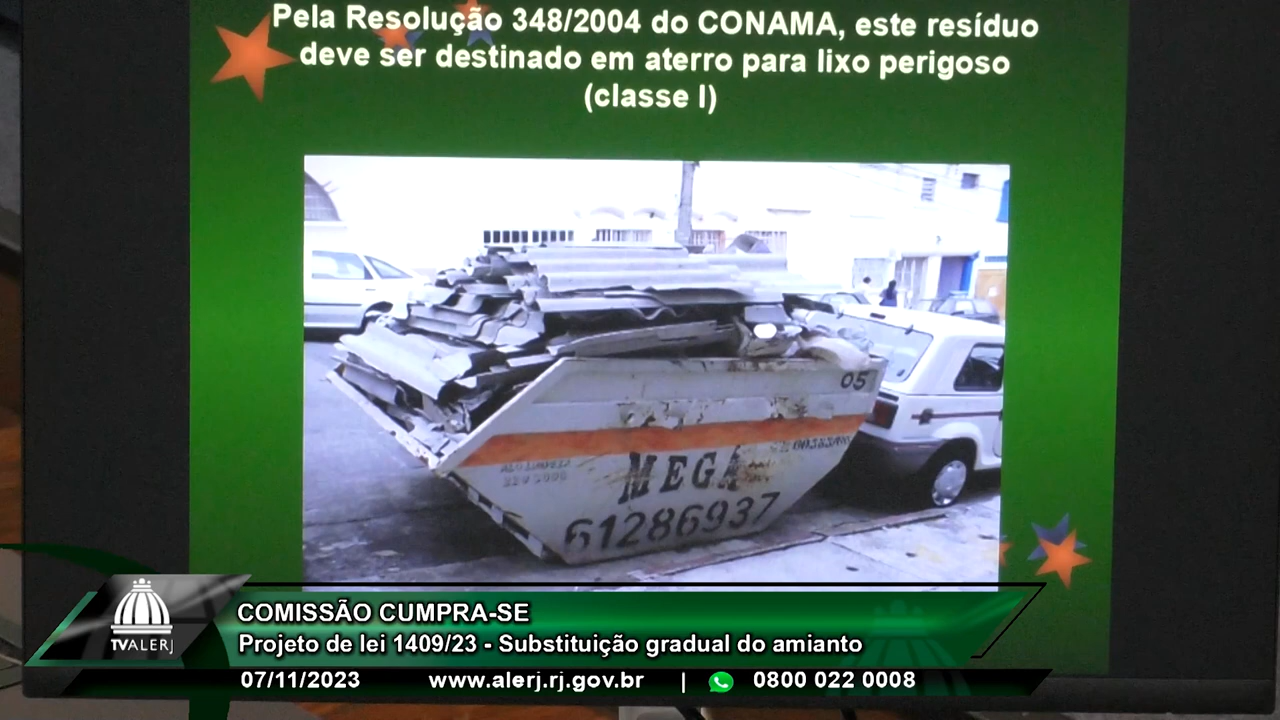 Pela Resolução 348/2004 do CONAMA, este resíduo
deve ser destinado em aterro para lixo perigoso
(classe I)
05
MEGA
61286937
TVALERJ
COMISSÃO CUMPRA-SE
Projeto de lei 1409/23 - Substituição gradual do amianto
07/11/2023 www.alerj.rj.gov.br | 0800 022 0008